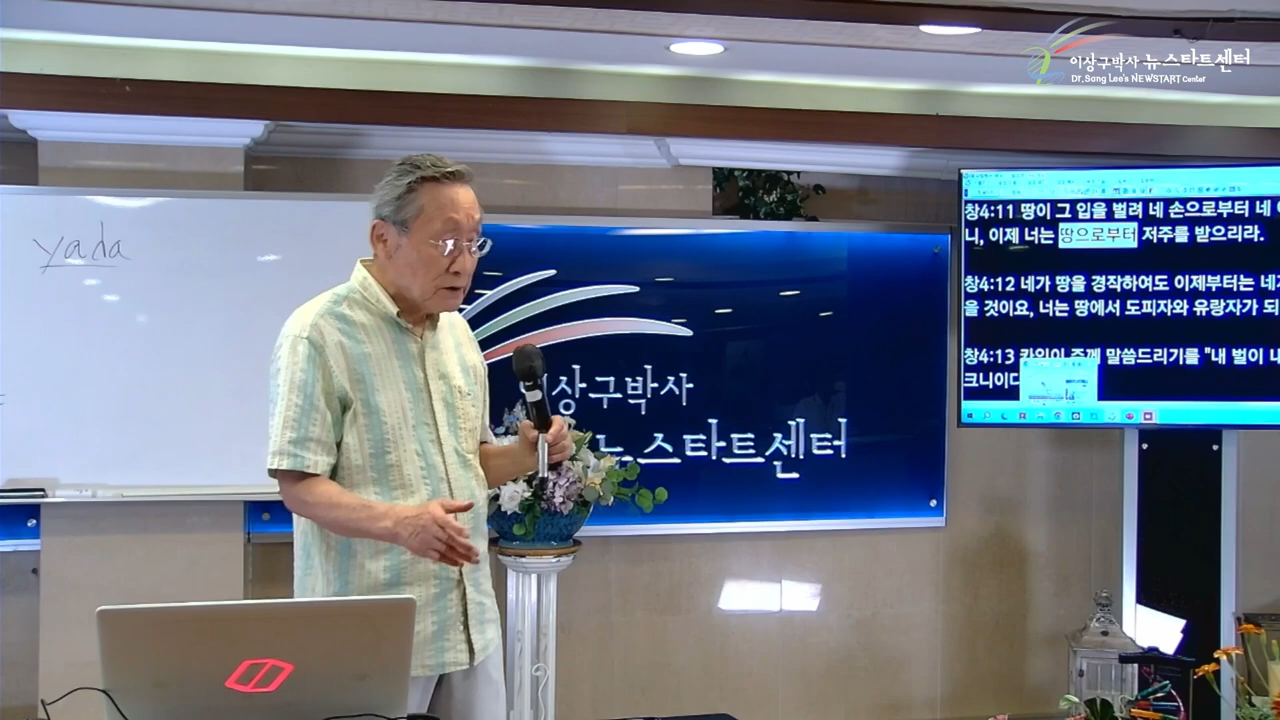 이상구박사 뉴스타트센터
Dr. Sang Lee's NEWSTART Center
yada
이상구박사
뉴스타트센터
창4:11 땅이 그 입을 벌려 네 손으로부터 네
니, 이제 너는 땅으로부터 저주를 받으리라.
창4:12 네가 땅을 경작하여도 이제부터는 네가
을 것이요, 너는 땅에서 도피자와 유랑자가 되
창4:13 카인이 주께 말씀드리기를 "내 벌이 내
크니이다